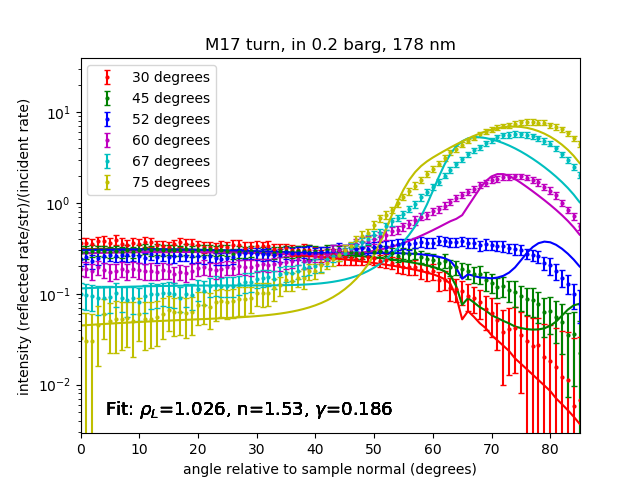 M17 turn, in 0.2 barg, 178 nm
intensity (reflected rate/str)/(incident rate)
10¹
10⁰
10⁻¹
10⁻²
30 degrees
45 degrees
52 degrees
60 degrees
67 degrees
75 degrees
Fit: ρ_L=1.026, n=1.53, γ=0.186
0 10 20 30 40 50 60 70 80
angle relative to sample normal (degrees)